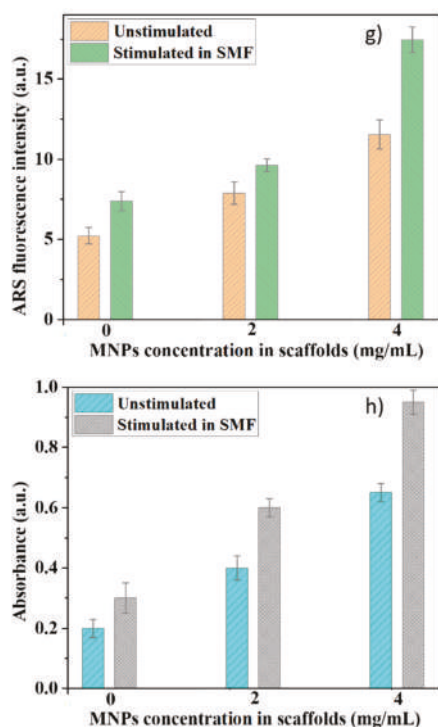 g)
Unstimulated
Stimulated in SMF
ARS fluorescence intensity (a.u.)
15
10
5
0
0 2 4
MNPs concentration in scaffolds (mg/mL)
h)
Unstimulated
Stimulated in SMF
Absorbance (a.u.)
1.0
0.8
0.6
0.4
0.2
0.0
0 2 4
MNPs concentration in scaffolds (mg/mL)